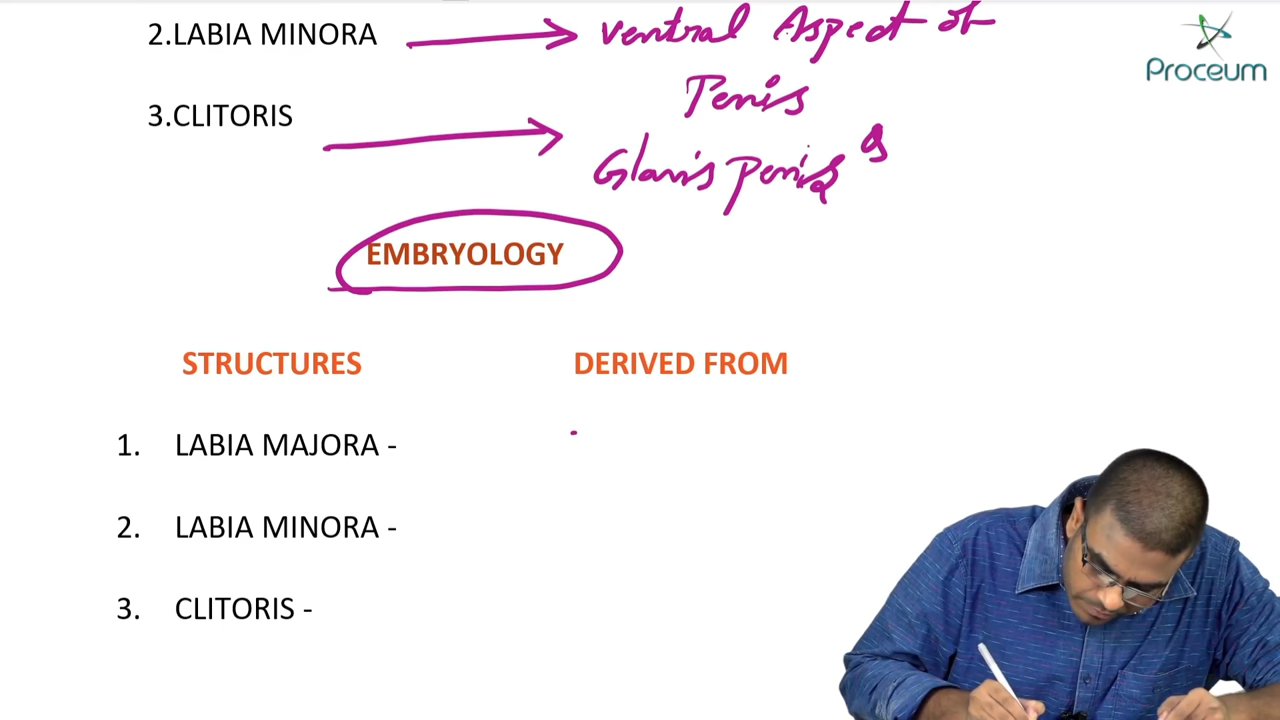 2.LABIA MINORA ventral Aspect of
Penis
3.CLITORIS
Glans Penis
EMBRYOLOGY
STRUCTURES DERIVED FROM
1. LABIA MAJORA -
2. LABIA MINORA -
3. CLITORIS -
Proceum